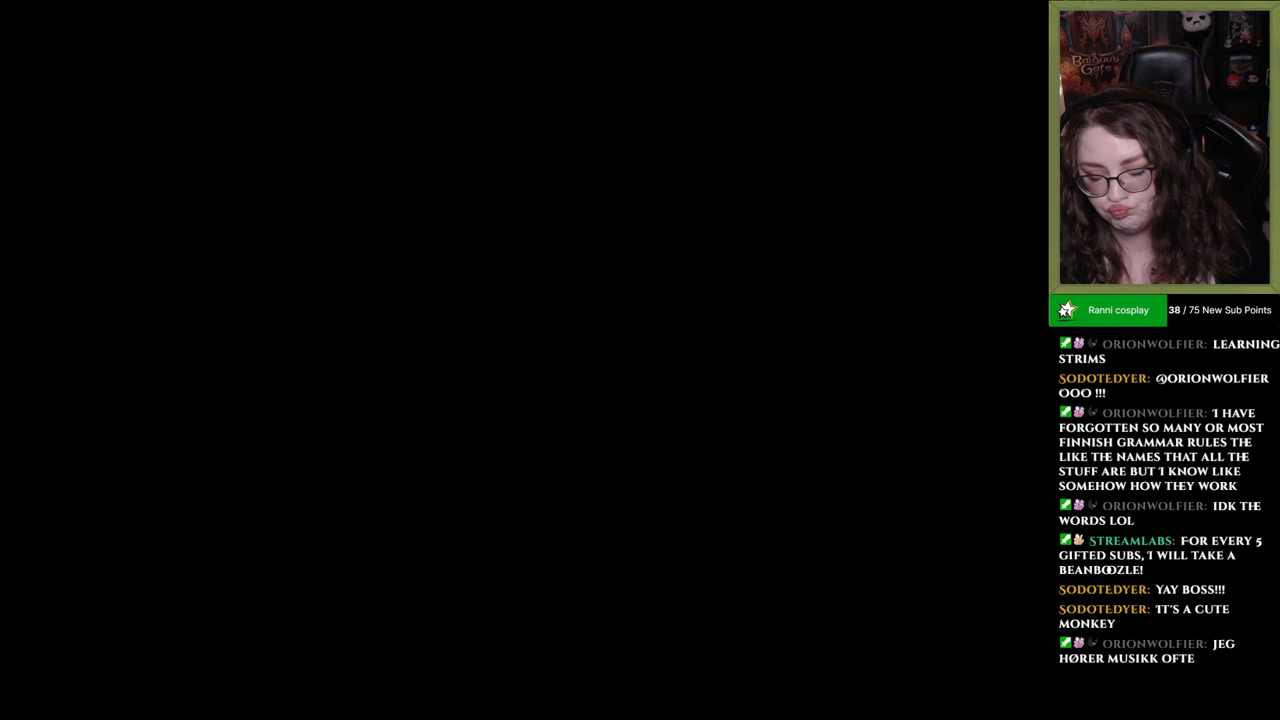 BALDUR'S
GATE
Ranni cosplay 38 / 75 New Sub Points
ORIONWOLFIER: LEARNING
STRIMS
SODOTEDYER: @ORIONWOLFIER
OOO !!!
ORIONWOLFIER: I HAVE
FORGOTTEN SO MANY OR MOST
FINNISH GRAMMAR RULES THE
LIKE THE NAMES THAT ALL THE
STUFF ARE BUT I KNOW LIKE
SOMEHOW HOW THEY WORK
ORIONWOLFIER: IDK THE
WORDS LOL
STREAMLABS: FOR EVERY 5
GIFTED SUBS, I WILL TAKE A
BEANBOOZLE!
SODOTEDYER: YAY BOSS!!!
SODOTEDYER: IT'S A CUTE
MONKEY
ORIONWOLFIER: JEG
HØRER MUSIKK OFTE